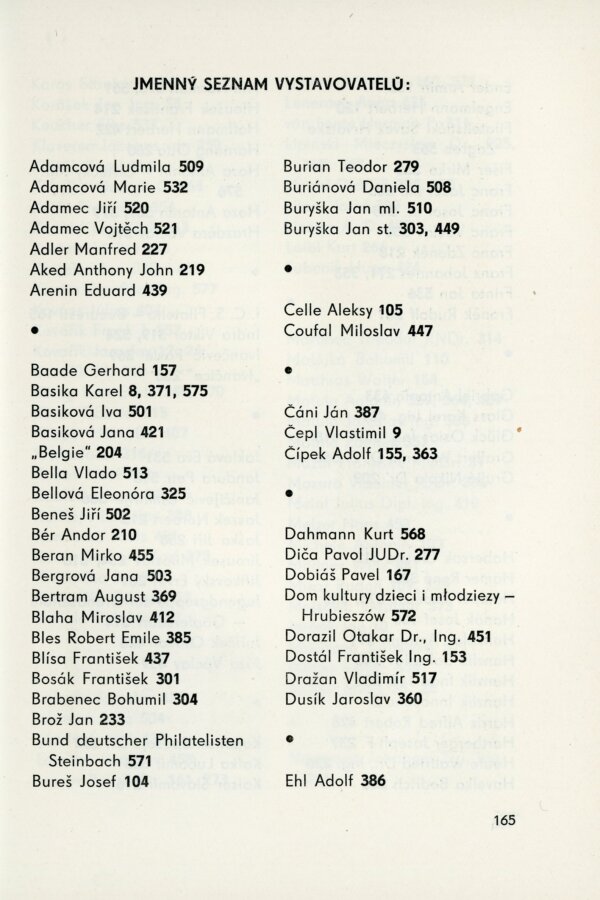 JMENNÝ SEZNAM VYSTAVOVATELŮ:
Adamcová Ludmila 509
Adamcová Marie 532
Adamec Jiří 520
Adamec Vojtěch 521
Adler Manfred 227
Aked Anthony John 219
Arenin Eduard 439
●
Baade Gerhard 157
Basika Karel 8, 371, 575
Basiková Iva 501
Basiková Jana 421
„Belgie" 204
Bella Vlado 513
Bellová Eleonóra 325
Beneš Jiří 502
Bér Andor 210
Beran Mirko 455
Bergrová Jana 503
Bertram August 369
Blaha Miroslav 412
Bles Robert Emile 385
Blísa František 437
Bosák František 301
Brabenec Bohumil 304
Brož Jan 233
Bund deutscher Philatelisten
Steinbach 571
Bureš Josef 104
Burian Teodor 279
Buriánová Daniela 508
Buryška Jan ml. 510
Buryška Jan st. 303, 449
●
Celle Aleksy 105
Coufal Miloslav 447
●
Čáni Ján 387
Čepl Vlastimil 9
Čípek Adolf 155, 363
●
Dahmann Kurt 568
Diča Pavol JUDr. 277
Dobiáš Pavel 167
Dom kultury dzieci i młodziezy –
Hrubieszów 572
Dorazil Otakar Dr., Ing. 451
Dostál František Ing. 153
Dražan Vladimír 517
Dusík Jaroslav 360
●
Ehl Adolf 386
165